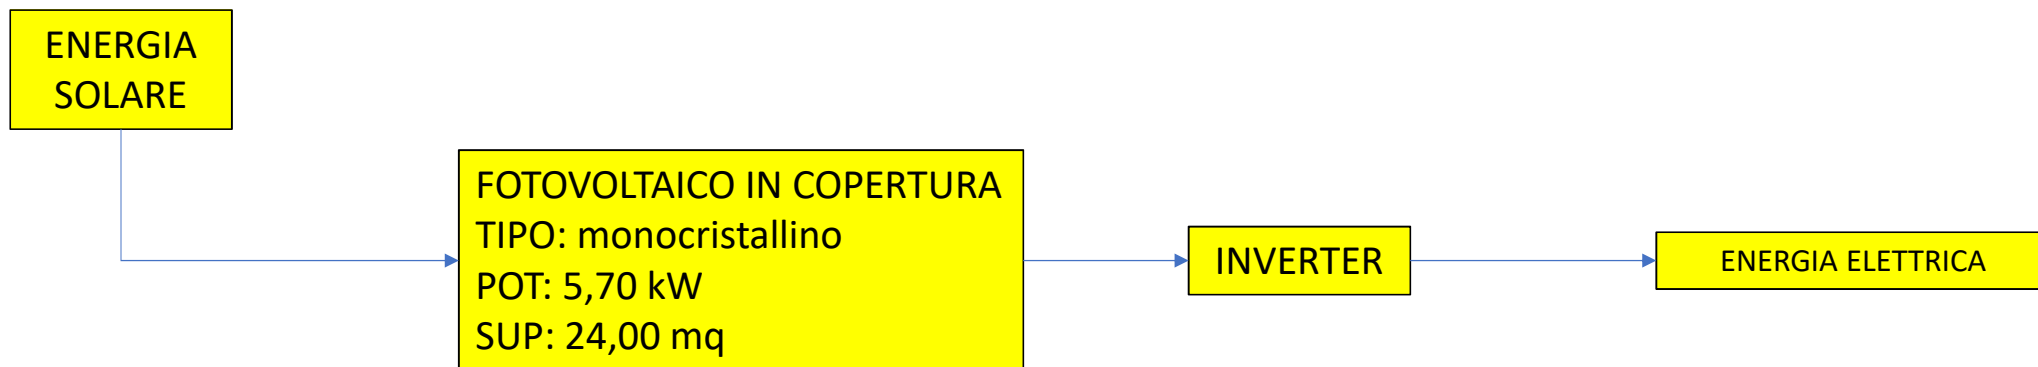 ENERGIA
SOLARE
FOTOVOLTAICO IN COPERTURA
TIPO: monocristallino
POT: 5,70 kW
SUP: 24,00 mq
INVERTER
ENERGIA ELETTRICA